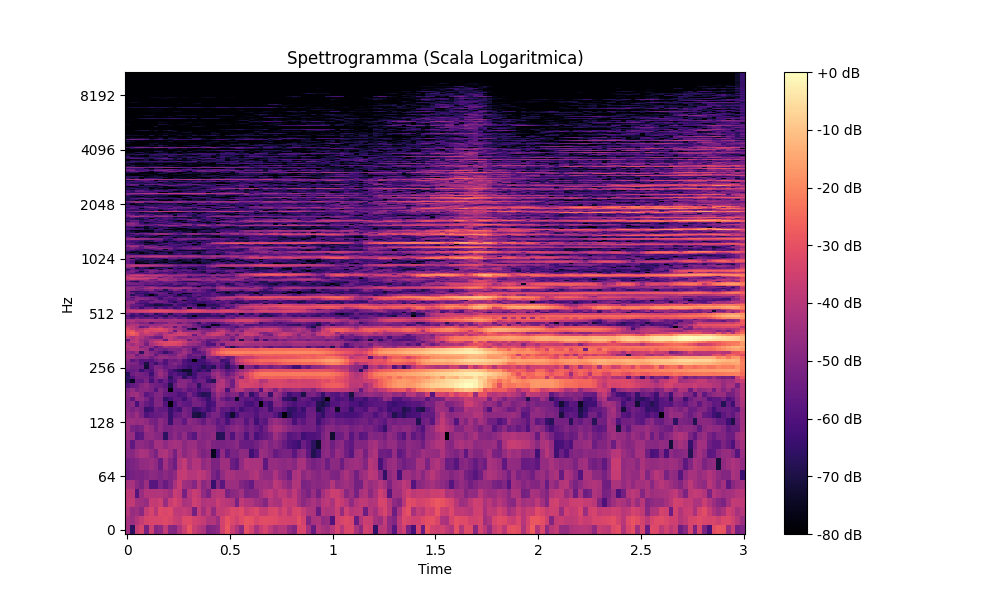 Spettrogramma (Scala Logaritmica)
Hz
8192
4096
2048
1024
512
256
128
64
0
0 0.5 1 1.5 2 2.5 3
Time
+0 dB
-10 dB
-20 dB
-30 dB
-40 dB
-50 dB
-60 dB
-70 dB
-80 dB